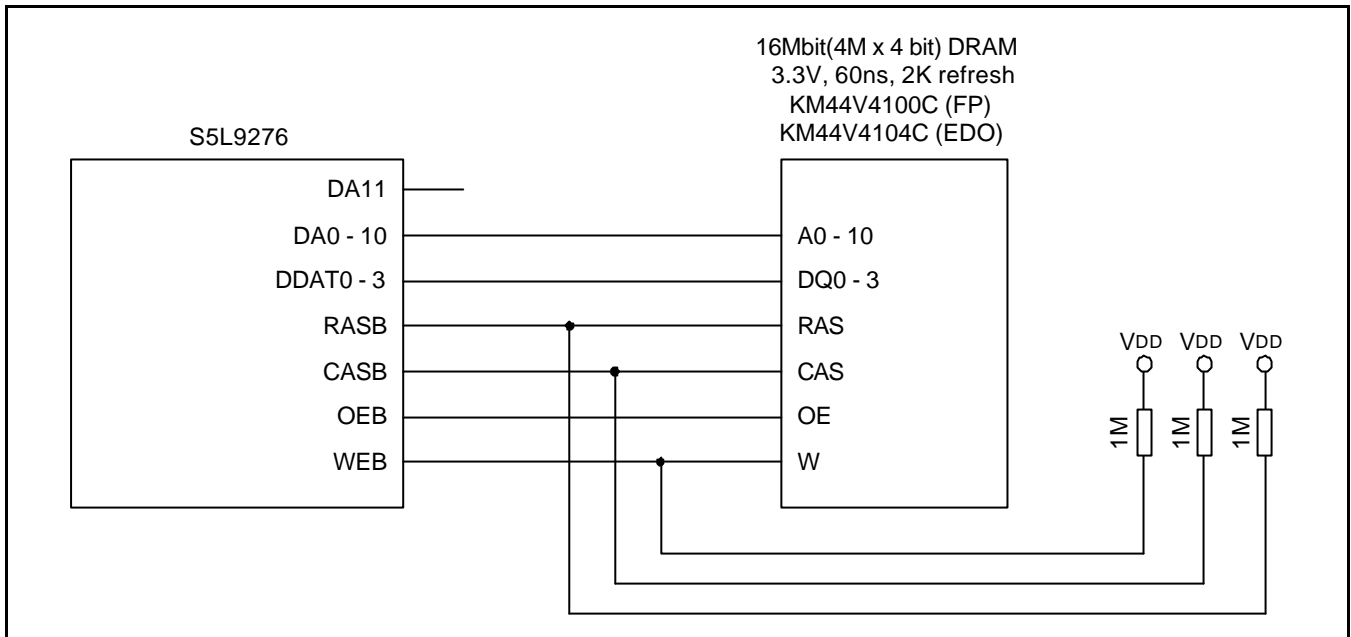 16Mbit(4M x 4 bit) DRAM
3.3V, 60ns, 2K refresh
KM44V4100C (FP)
KM44V4104C (EDO)
S5L9276
DA11
DA0 - 10
A0 - 10
DDAT0 - 3
DQ0 - 3
RASB
RAS
CASB
CAS
OEB
OE
WEB
W
VDD VDD VDD
1M 1M 1M